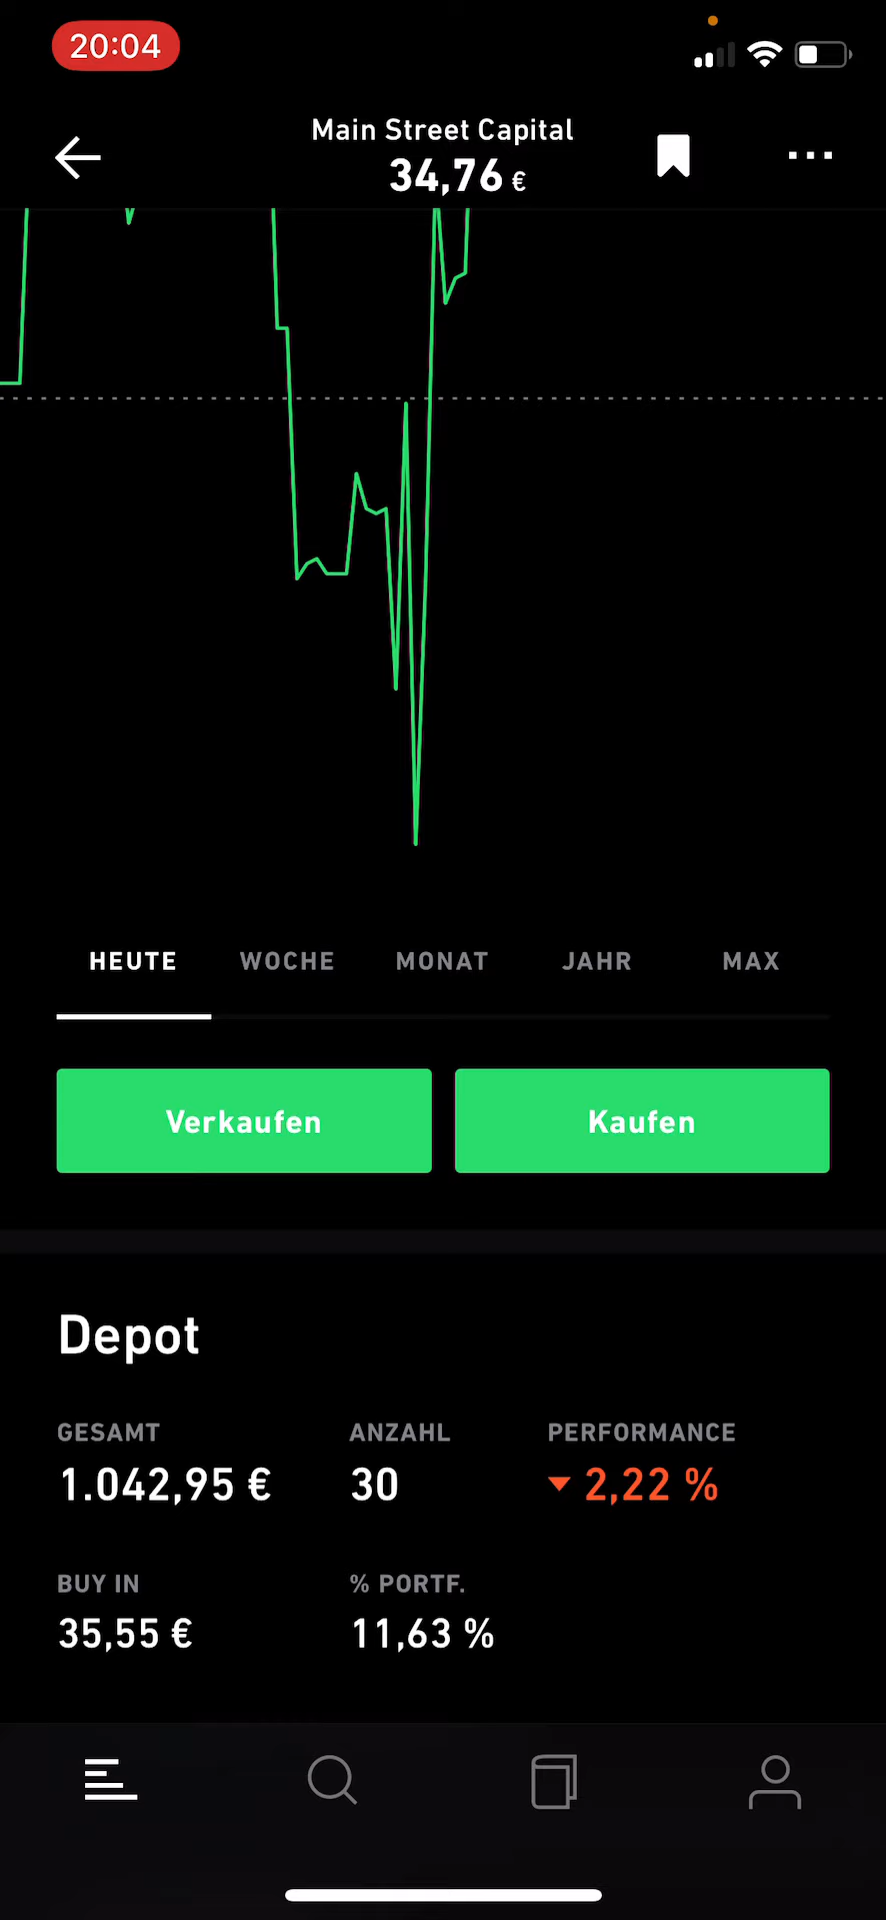 20:04
Main Street Capital
34,76 €
HEUTE WOCHE MONAT JAHR MAX
Verkaufen Kaufen
Depot
GESAMT ANZAHL PERFORMANCE
1.042,95 € 30 2,22 %
BUY IN % PORTF.
35,55 € 11,63 %